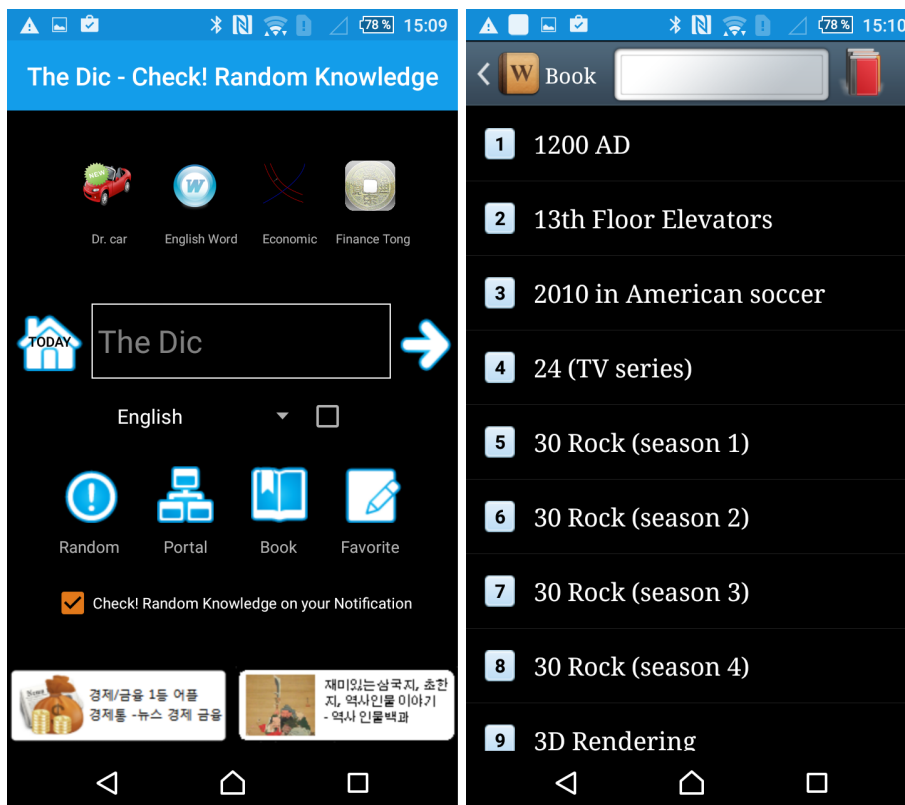 78 % 15:09
The Dic - Check! Random Knowledge
NEW
W
Dr. car English Word Economic Finance Tong
TODAY
The Dic
English
Random Portal Book Favorite
Check! Random Knowledge on your Notification
경제/금융 1등 어플
경제통 -뉴스 경제 금융
재미있는삼국지, 초한
지, 역사인물 이야기
- 역사 인물백과
78 % 15:10
W Book
1 1200 AD
2 13th Floor Elevators
3 2010 in American soccer
4 24 (TV series)
5 30 Rock (season 1)
6 30 Rock (season 2)
7 30 Rock (season 3)
8 30 Rock (season 4)
9 3D Rendering